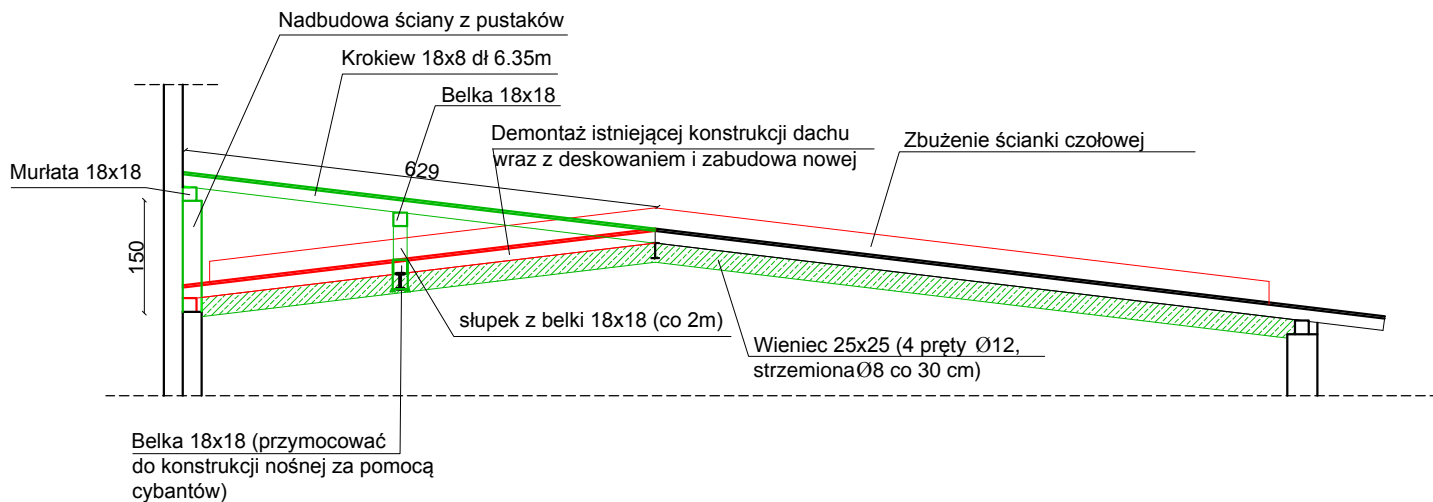 Nadbudowa ściany z pustaków
Krokiew 18x8 dł 6.35m
Belka 18x18
Demontaż istniejącej konstrukcji dachu
wraz z deskowaniem i zabudowa nowej
Zbużenie ścianki czołowej
Murłata 18x18
629
150
słupek z belki 18x18 (co 2m)
Wieniec 25x25 (4 pręty Ø12,
strzemionaØ8 co 30 cm)
Belka 18x18 (przymocować
do konstrukcji nośnej za pomocą
cybantów)